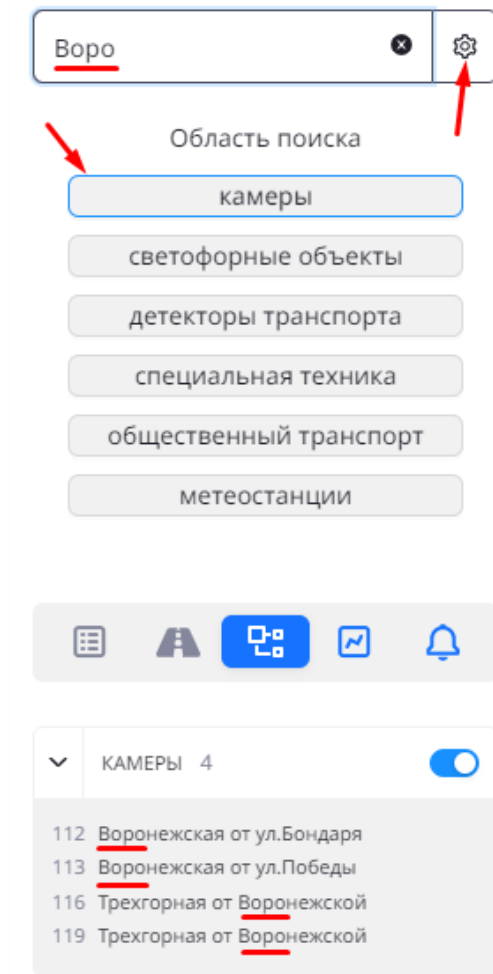 Воро
Область поиска
камеры
светофорные объекты
детекторы транспорта
специальная техника
общественный транспорт
метеостанции
КАМЕРЫ 4
112 Воронежская от ул.Бондаря
113 Воронежская от ул.Победы
116 Трехгорная от Воронежской
119 Трехгорная от Воронежской